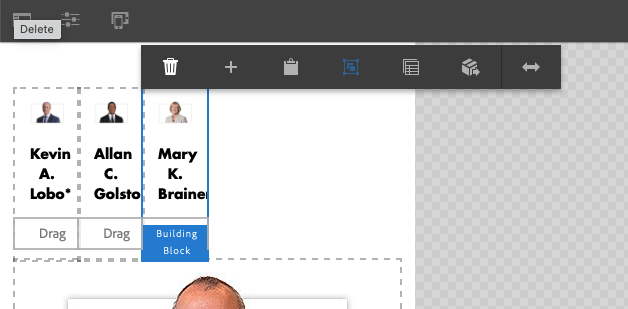 Delete
Kevin
A.
Lobo*
Allan
C.
Golsto
Mary
K.
Brainer
Drag
Drag
Building
Block